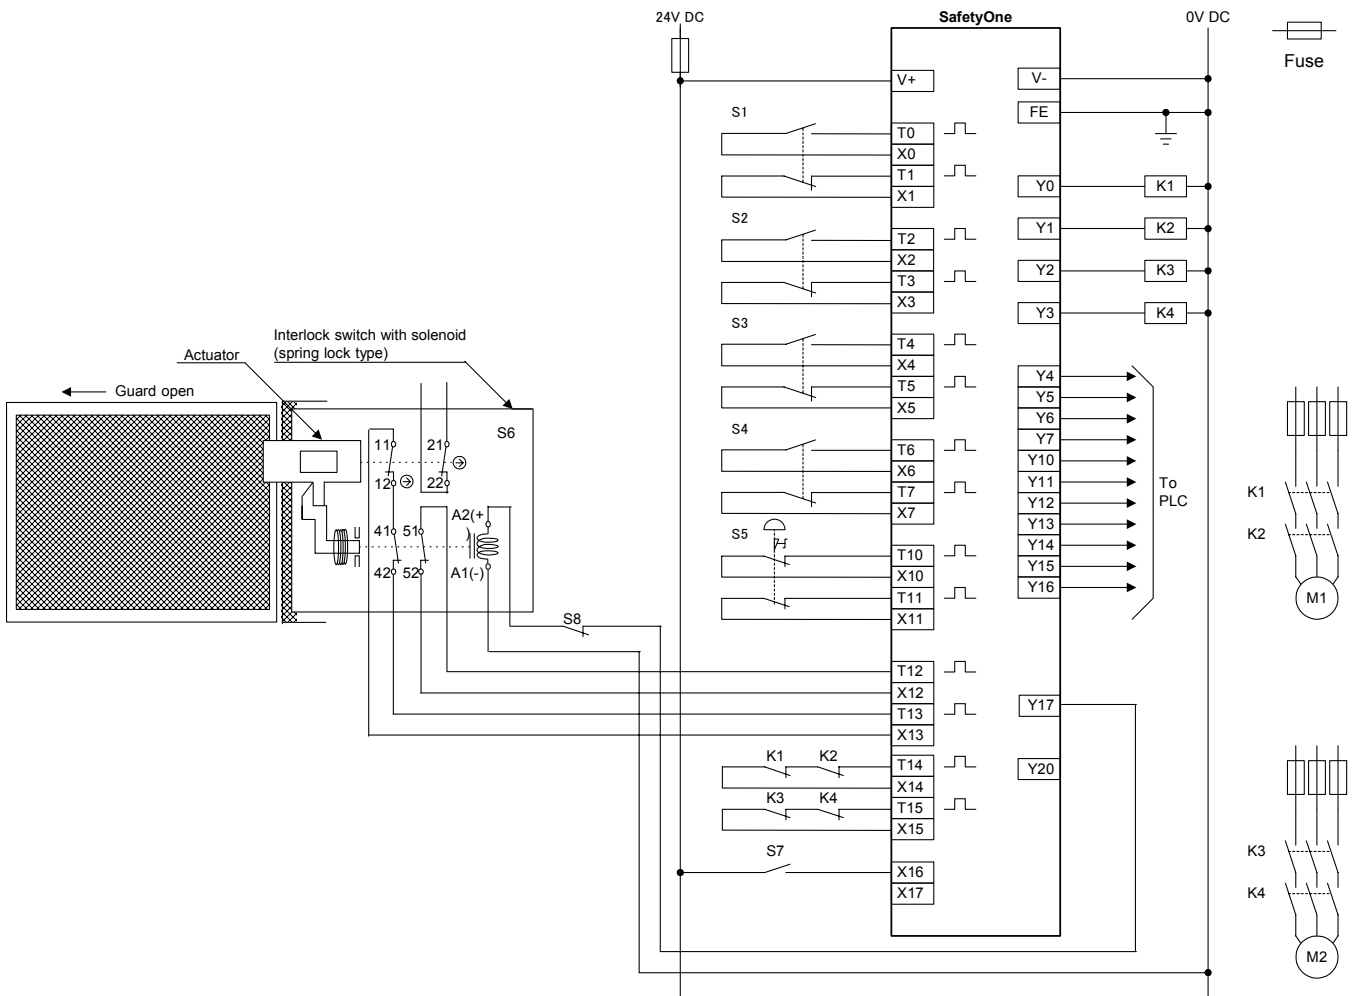 24V DC
SafetyOne
0V DC
Fuse
V+
V-
FE
S1
T0
X0
T1
X1
Y0
K1
S2
Y1
K2
T2
X2
T3
X3
Y2
K3
Y3
K4
S3
T4
X4
T5
X5
Interlock switch with solenoid
(spring lock type)
Actuator
Guard open
S6
11
21
12
22
41
51
A2(+
)
42
52
A1(-)
S4
T6
X6
T7
X7
Y4
Y5
Y6
Y7
Y10
Y11
Y12
Y13
Y14
Y15
Y16
To
PLC
S5
T10
X10
T11
X11
S8
T12
X12
T13
X13
Y17
K1
K2
T14
X14
K3
K4
T15
X15
Y20
S7
X16
X17
K1
K2
M1
K3
K4
M2